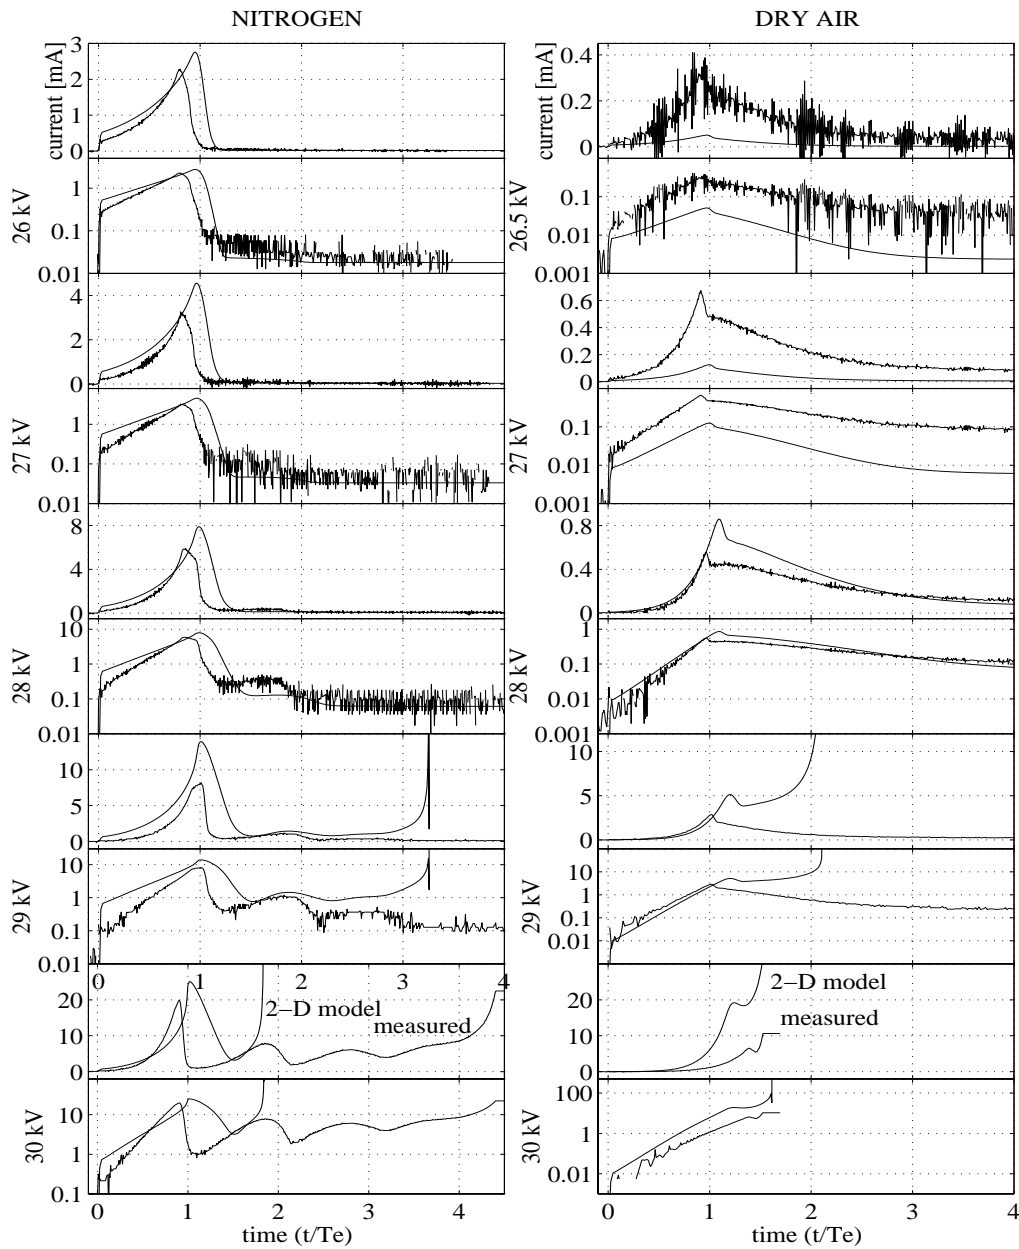 NITROGEN DRY AIR
current [mA] 3 2 1 0
current [mA] 0.4 0.2 0
26 kV 1 0.1 0.01
26.5 kV 0.1 0.01 0.001
4 2 0
0.6 0.4 0.2 0
27 kV 1 0.1 0.01
27 kV 0.1 0.01
8 4 0
0.8 0.4 0
28 kV 10 1 0.1 0.01
28 kV 1 0.1 0.01 0.001
10 5 0
10 5 0
29 kV 10 1 0.1 0.01
29 kV 10 1 0.1 0.01
0 1 2 3 4
20 10 0
2−D model
measured
20 10 0
2−D model
measured
30 kV 10 1 0.1
30 kV 100 1 0.01
0 1 2 3 4
0 1 2 3 4
time (t/Te) time (t/Te)